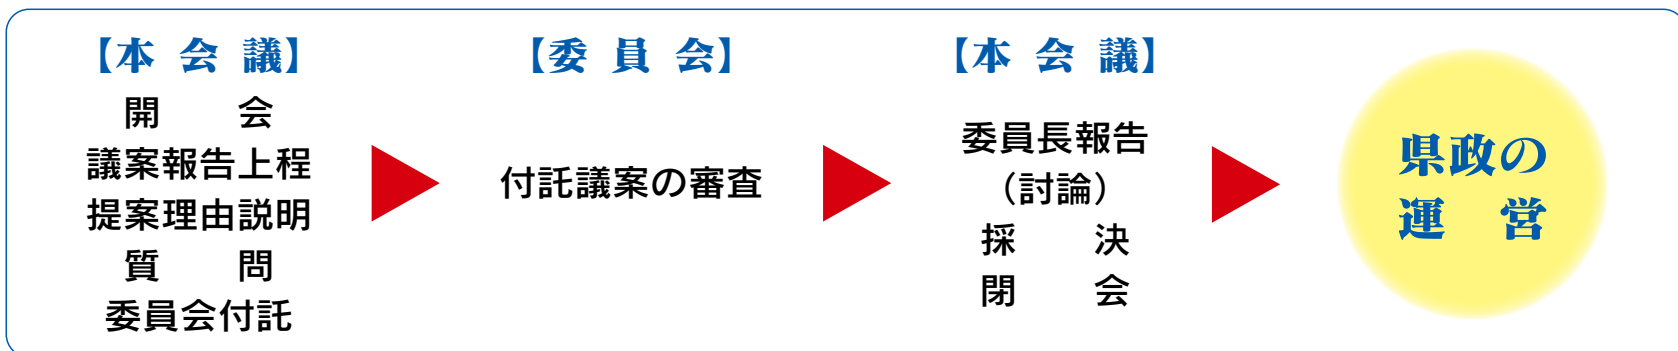 【本会議】
開会
議案報告上程
提案理由説明
質問
委員会付託
【委員会】
付託議案の審査
【本会議】
委員長報告
（討論）
採決
閉会
県政の
運営